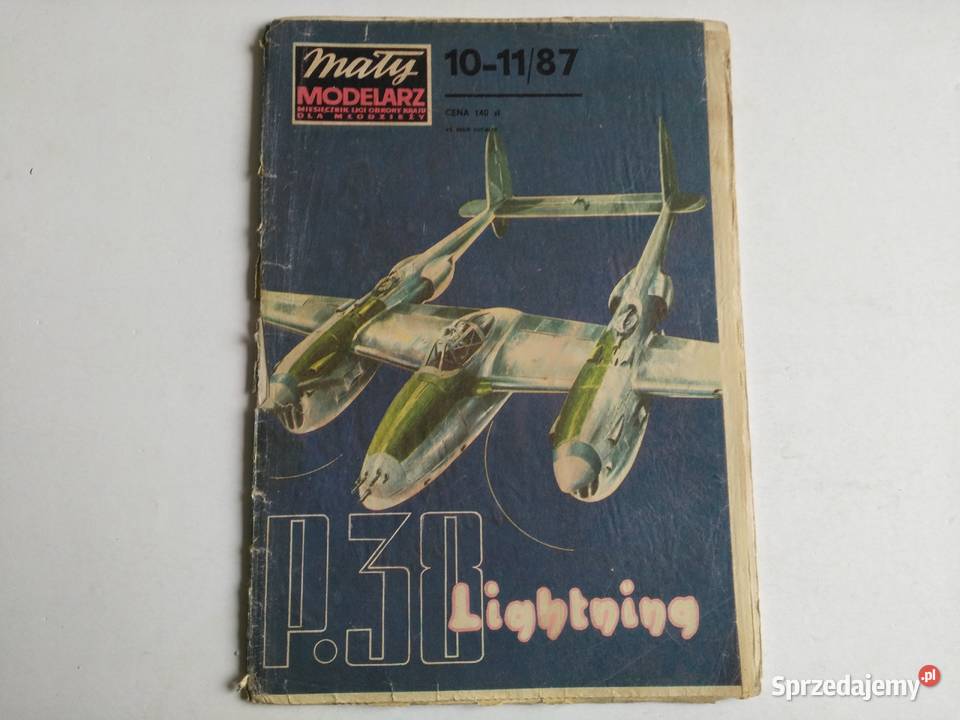 Mały
MODELARZ
MIESIĘCZNIK LIGI OBRONY KRAJU
DLA MŁODZIEŻY
10-11/87
CENA 140 zł
P.38
Lightning
Sprzedajemy.pl